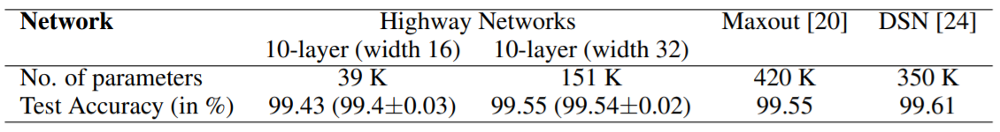 Network Highway Networks Maxout [20] DSN [24]
10-layer (width 16) 10-layer (width 32)
No. of parameters 39 K 151 K 420 K 350 K
Test Accuracy (in %) 99.43 (99.4±0.03) 99.55 (99.54±0.02) 99.55 99.61